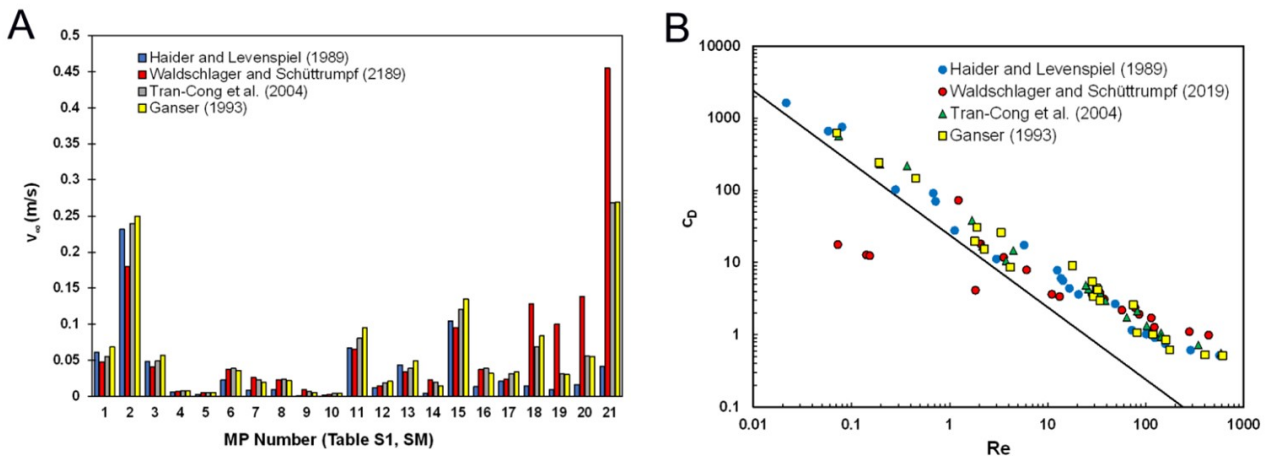 A
0.5
0.45
0.4
0.35
0.3
0.25
0.2
0.15
0.1
0.05
0
V∞ (m/s)
Haider and Levenspiel (1989)
Waldschlager and Schüttrumpf (2189)
Tran-Cong et al. (2004)
Ganser (1993)
1 2 3 4 5 6 7 8 9 10 11 12 13 14 15 16 17 18 19 20 21
MP Number (Table S1, SM)
B
10000
1000
100
10
1
0.1
CD
Haider and Levenspiel (1989)
Waldschlager and Schüttrumpf (2019)
Tran-Cong et al. (2004)
Ganser (1993)
0.01 0.1 1 10 100 1000
Re